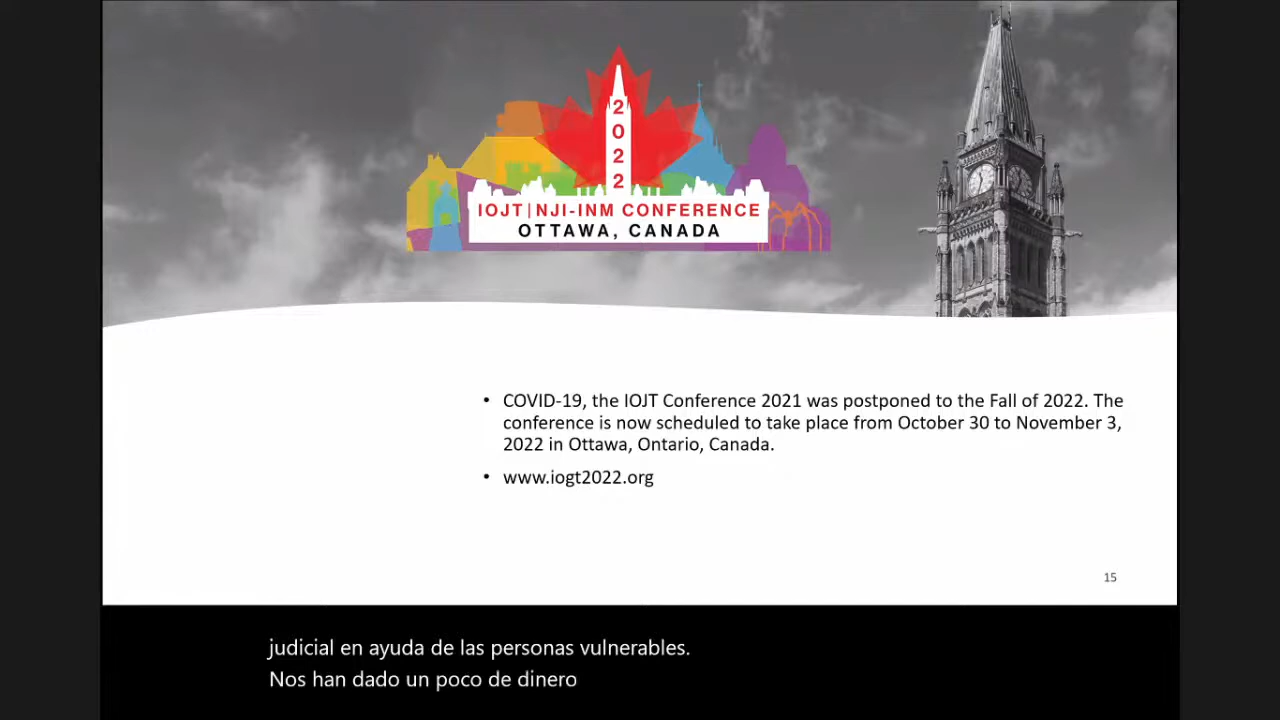 2
0
2
2
IOJT|NJI-INM CONFERENCE
OTTAWA, CANADA
• COVID-19, the IOJT Conference 2021 was postponed to the Fall of 2022. The
conference is now scheduled to take place from October 30 to November 3,
2022 in Ottawa, Ontario, Canada.
• www.iogt2022.org
15
judicial en ayuda de las personas vulnerables.
Nos han dado un poco de dinero